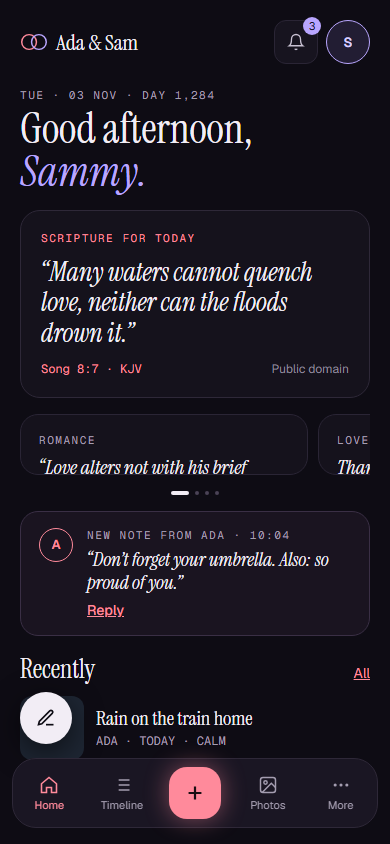 Ada & Sam
3
S
TUE · 03 NOV · DAY 1,284
Good afternoon,
Sammy.
SCRIPTURE FOR TODAY
“Many waters cannot quench
love, neither can the floods
drown it.”
Song 8:7 · KJV
Public domain
ROMANCE
LOVE
“Love alters not with his brief
A
NEW NOTE FROM ADA · 10:04
“Don’t forget your umbrella. Also: so
proud of you.”
Reply
Recently
All
Rain on the train home
ADA · TODAY · CALM
Home
Timeline
+
Photos
More